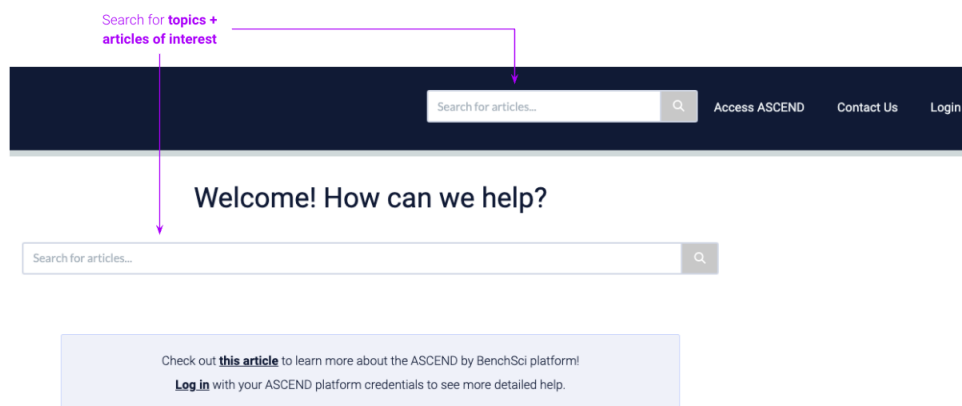 Search for topics +
articles of interest
Search for articles...
Access ASCEND
Contact Us
Login
Welcome! How can we help?
Search for articles...
Check out this article to learn more about the ASCEND by BenchSci platform!
Log in with your ASCEND platform credentials to see more detailed help.